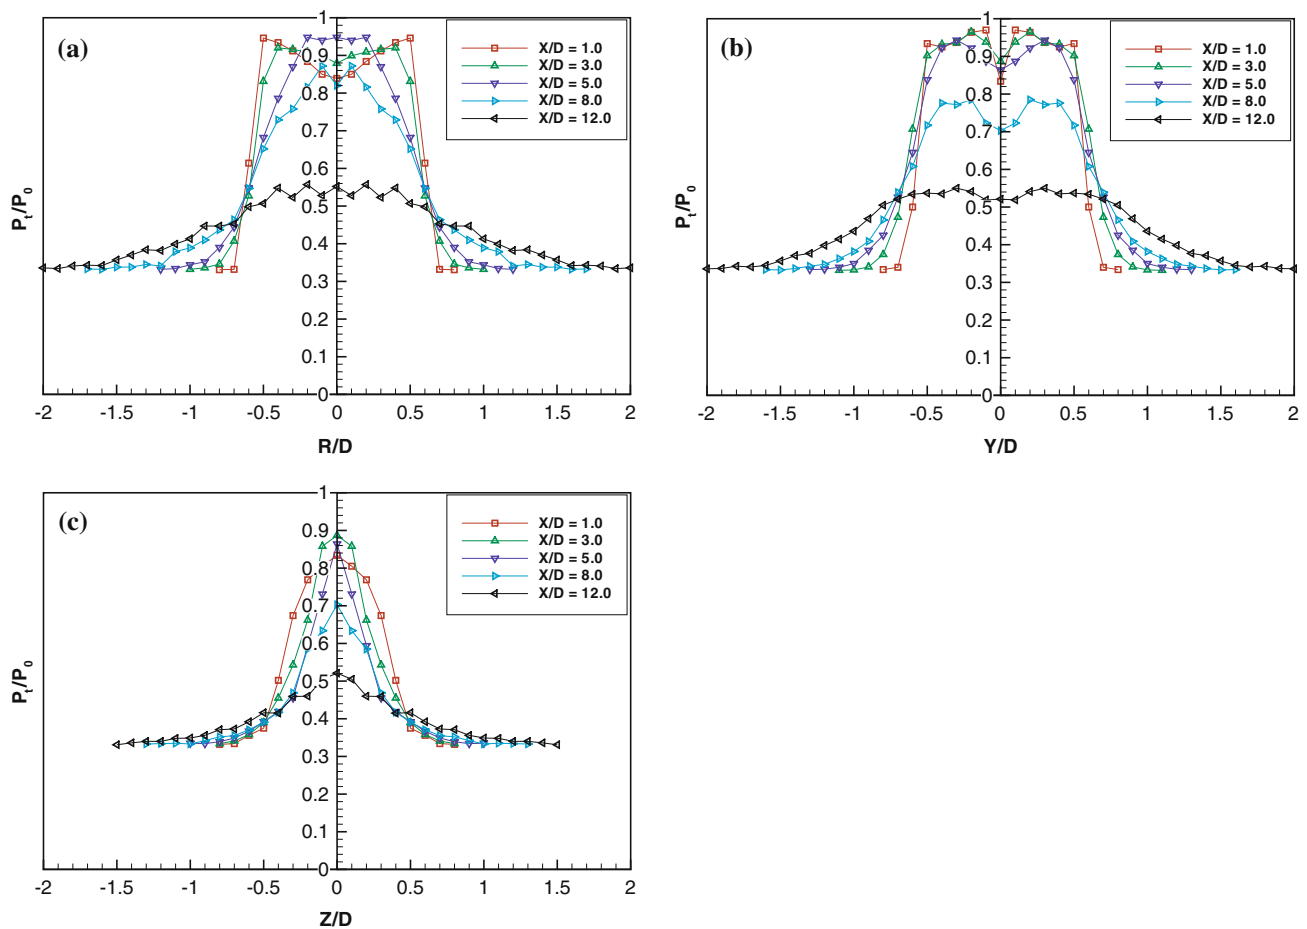 (a)
X/D = 1.0
X/D = 3.0
X/D = 5.0
X/D = 8.0
X/D = 12.0
1
0.9
0.8
0.7
0.6
0.5
0.4
0.3
0.2
0.1
0
-2 -1.5 -1 -0.5 0 0.5 1 1.5 2
Pt/P0
R/D
(b)
X/D = 1.0
X/D = 3.0
X/D = 5.0
X/D = 8.0
X/D = 12.0
1
0.9
0.8
0.7
0.6
0.5
0.4
0.3
0.2
0.1
0
-2 -1.5 -1 -0.5 0 0.5 1 1.5 2
Pt/P0
Y/D
(c)
X/D = 1.0
X/D = 3.0
X/D = 5.0
X/D = 8.0
X/D = 12.0
1
0.9
0.8
0.7
0.6
0.5
0.4
0.3
0.2
0.1
0
-2 -1.5 -1 -0.5 0 0.5 1 1.5 2
Pt/P0
Z/D